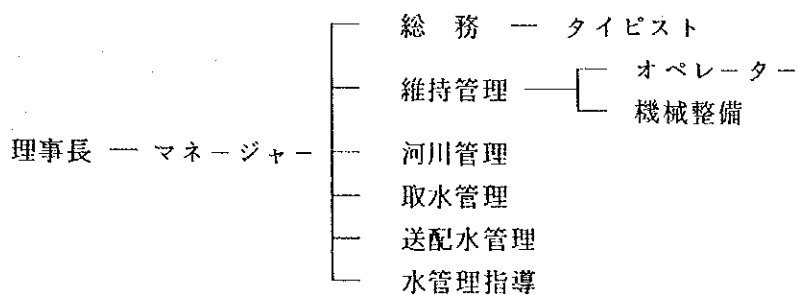 総務 ― タイピスト
オペレーター
維持管理
機械整備
理事長 ― マネージャー
河川管理
取水管理
送配水管理
水管理指導